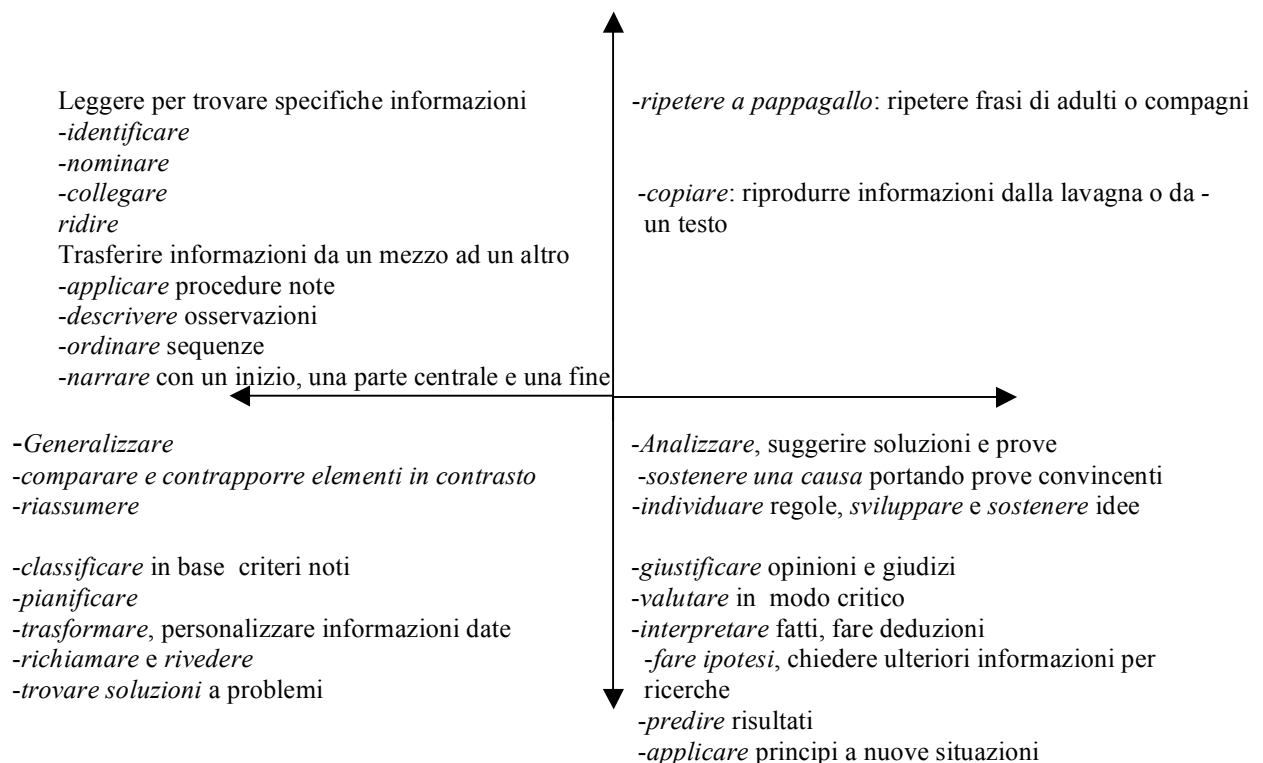 Leggere per trovare specifiche informazioni
-identificare
-nominare
-collegare
ridire
Trasferire informazioni da un mezzo ad un altro
-applicare procedure note
-descrivere osservazioni
-ordinare sequenze
-narrare con un inizio, una parte centrale e una fine
-ripetere a pappagallo: ripetere frasi di adulti o compagni
-copiare: riprodurre informazioni dalla lavagna o da -
un testo
-Generalizzare
-comparare e contrapporre elementi in contrasto
-riassumere
-classificare in base  criteri noti
-pianificare
-trasformare, personalizzare informazioni date
-richiamare e rivedere
-trovare soluzioni a problemi
-Analizzare, suggerire soluzioni e prove
-sostenere una causa portando prove convincenti
-individuare regole, sviluppare e sostenere idee
-giustificare opinioni e giudizi
-valutare in  modo critico
-interpretare fatti, fare deduzioni
-fare ipotesi, chiedere ulteriori informazioni per
ricerche
-predire risultati
-applicare principi a nuove situazioni